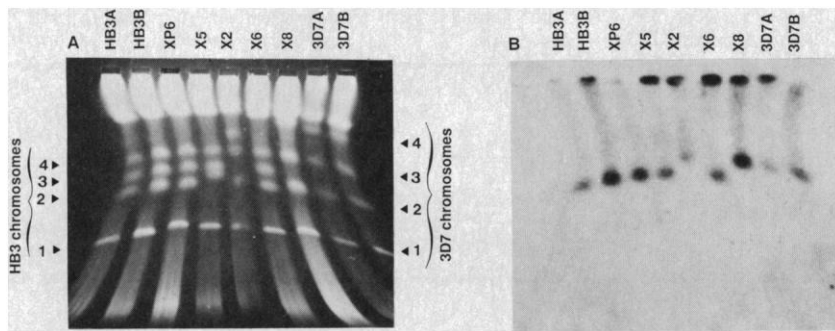 A
HB3A
HB3B
XP6
X5
X2
X6
X8
3D7A
3D7B
HB3 chromosomes
4
3
2
1
4
3
2
1
3D7 chromosomes
B
HB3A
HB3B
XP6
X5
X2
X6
X8
3D7A
3D7B